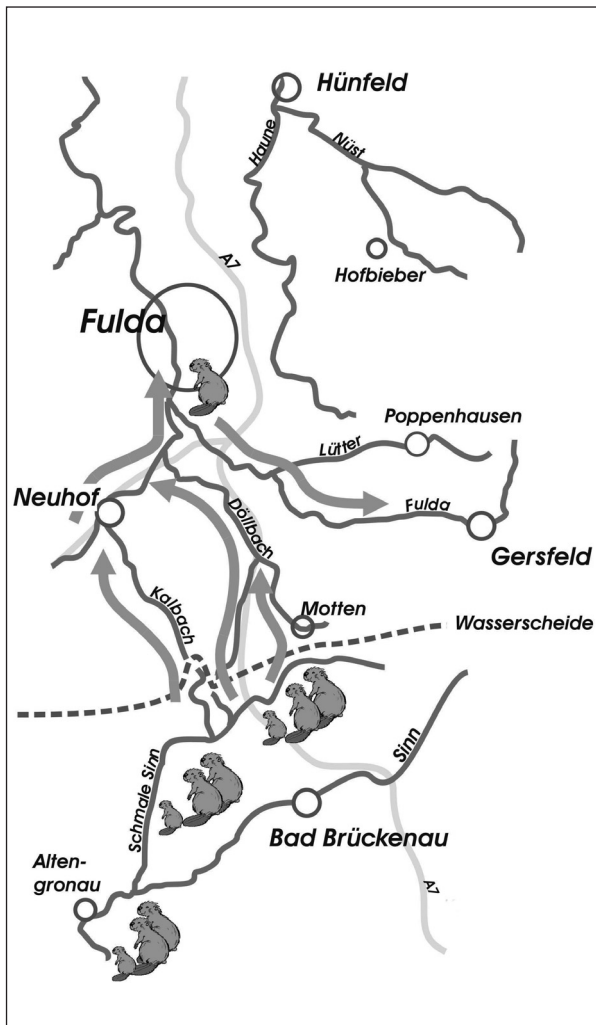 Hünfeld
Haune
Nüst
A7
Hofbieber
Fulda
Poppenhausen
Lütter
Neuhof
Fulda
Döllbach
Gersfeld
Kalbach
Motten
Wasserscheide
Schmale Sinn
Sinn
Bad Brückenau
Alten-
gronau
A7